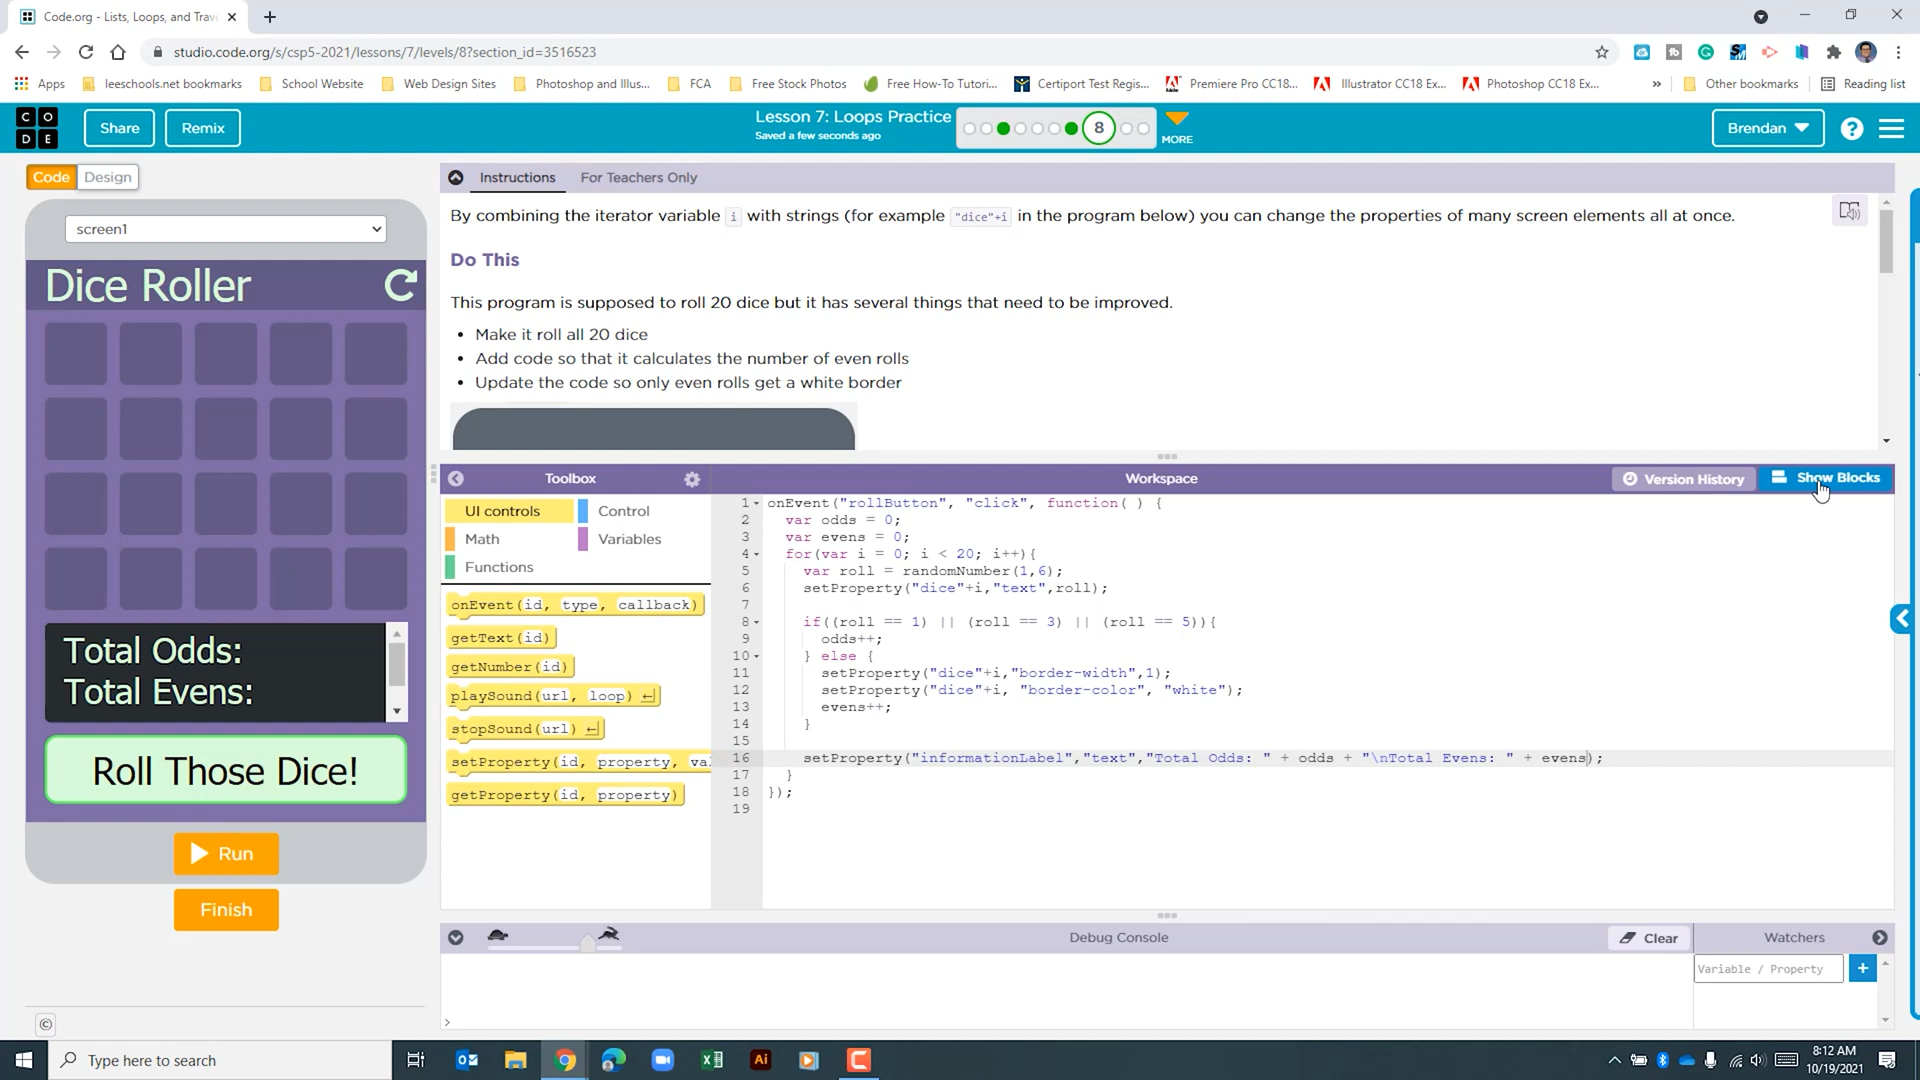 Code.org - Lists, Loops, and Trave
studio.code.org/s/csp5-2021/lessons/7/levels/8?section_id=3516523
Apps
leeschools.net bookmarks
School Website
Web Design Sites
Photoshop and Illus...
FCA
Free Stock Photos
Free How-To Tutori...
Certiport Test Regis...
Premiere Pro CC18...
Illustrator CC18 Ex...
Photoshop CC18 Ex...
»
Other bookmarks
Reading list
C O
D E
Share
Remix
Lesson 7: Loops Practice
Saved a few seconds ago
8
MORE
Brendan
?
Code
Design
Instructions
For Teachers Only
screen1
By combining the iterator variable i with strings (for example "dice"+i in the program below) you can change the properties of many screen elements all at once.
Do This
This program is supposed to roll 20 dice but it has several things that need to be improved.
• Make it roll all 20 dice
• Add code so that it calculates the number of even rolls
• Update the code so only even rolls get a white border
Dice Roller
Total Odds:
Total Evens:
Roll Those Dice!
Run
Finish
Toolbox
Workspace
Version History
Show Blocks
UI controls
Control
Math
Variables
Functions
onEvent(id, type, callback)
getText(id)
getNumber(id)
playSound(url, loop)
stopSound(url)
setProperty(id, property, val
getProperty(id, property)
1 onEvent("rollButton", "click", function( ) {
2 var odds = 0;
3 var evens = 0;
4 for(var i = 0; i < 20; i++){
5 var roll = randomNumber(1,6);
6 setProperty("dice"+i,"text",roll);
7
8 if((roll == 1) || (roll == 3) || (roll == 5)){
9 odds++;
10 } else {
11 setProperty("dice"+i,"border-width",1);
12 setProperty("dice"+i, "border-color", "white");
13 evens++;
14 }
15
16 setProperty("informationLabel","text","Total Odds: " + odds + "\nTotal Evens: " + evens);
17 }
18 });
19
Debug Console
Clear
Watchers
Variable / Property
+
>
©
Type here to search
8:12 AM
10/19/2021